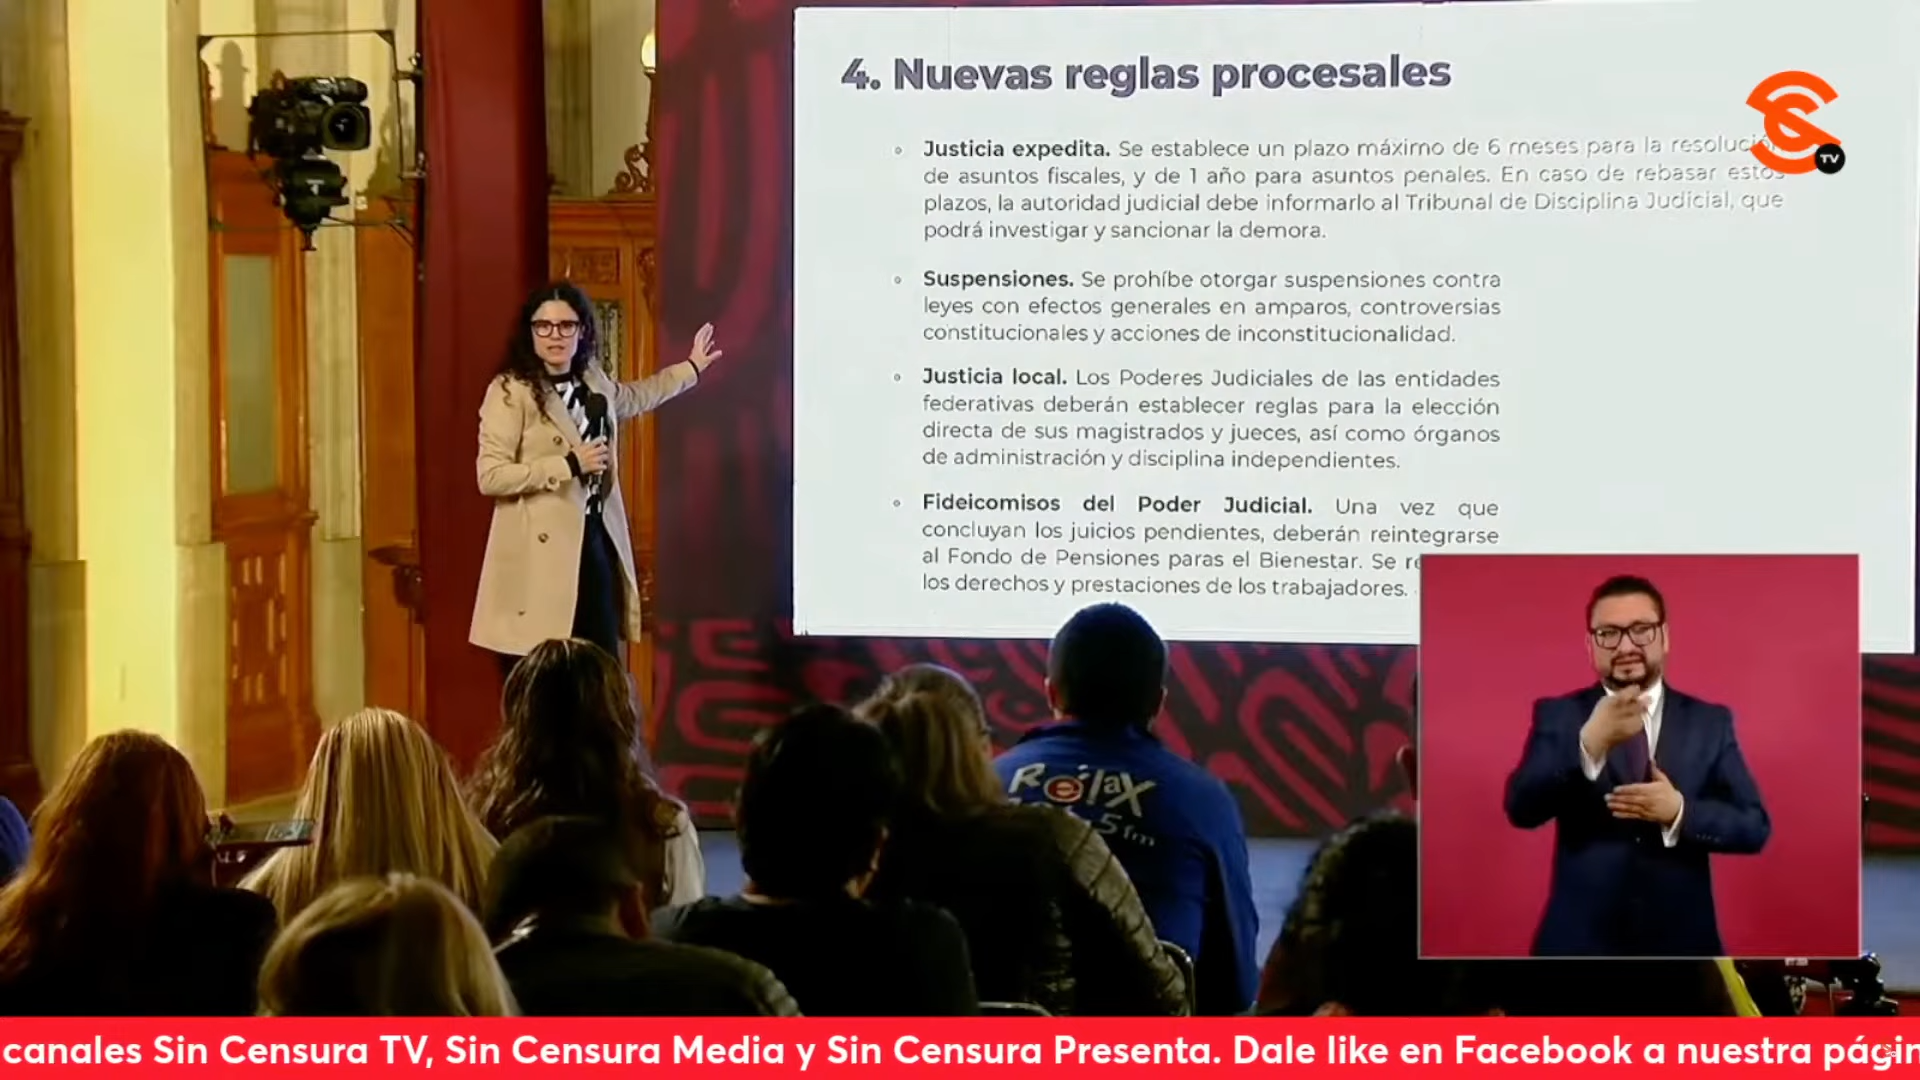 4. Nuevas reglas procesales
TV
Justicia expedita. Se establece un plazo máximo de 6 meses para la
de asuntos fiscales, y de 1 año para asuntos penales. En caso de rebasar estos
plazos, la autoridad judicial debe informarlo al Tribunal de Disciplina Judicial, que
podrá investigar y sancionar la demora.
Suspensiones. Se prohíbe otorgar suspensiones contra
leyes con efectos generales en amparos, controversias
constitucionales y acciones de inconstitucionalidad.
Justicia local. Los Poderes Judiciales de las entidades
federativas deberán establecer reglas para la elección
directa de sus magistrados y jueces, así como órganos
de administración y disciplina independientes.
Fideicomisos del Poder Judicial. Una vez que
concluyan los juicios pendientes, deberán reintegrarse
al Fondo de Pensiones paras el Bienestar. Se
los derechos y prestaciones de los trabajadores.
Relax
5 fm
canales Sin Censura TV, Sin Censura Media y Sin Censura Presenta. Dale like en Facebook a nuestra págin